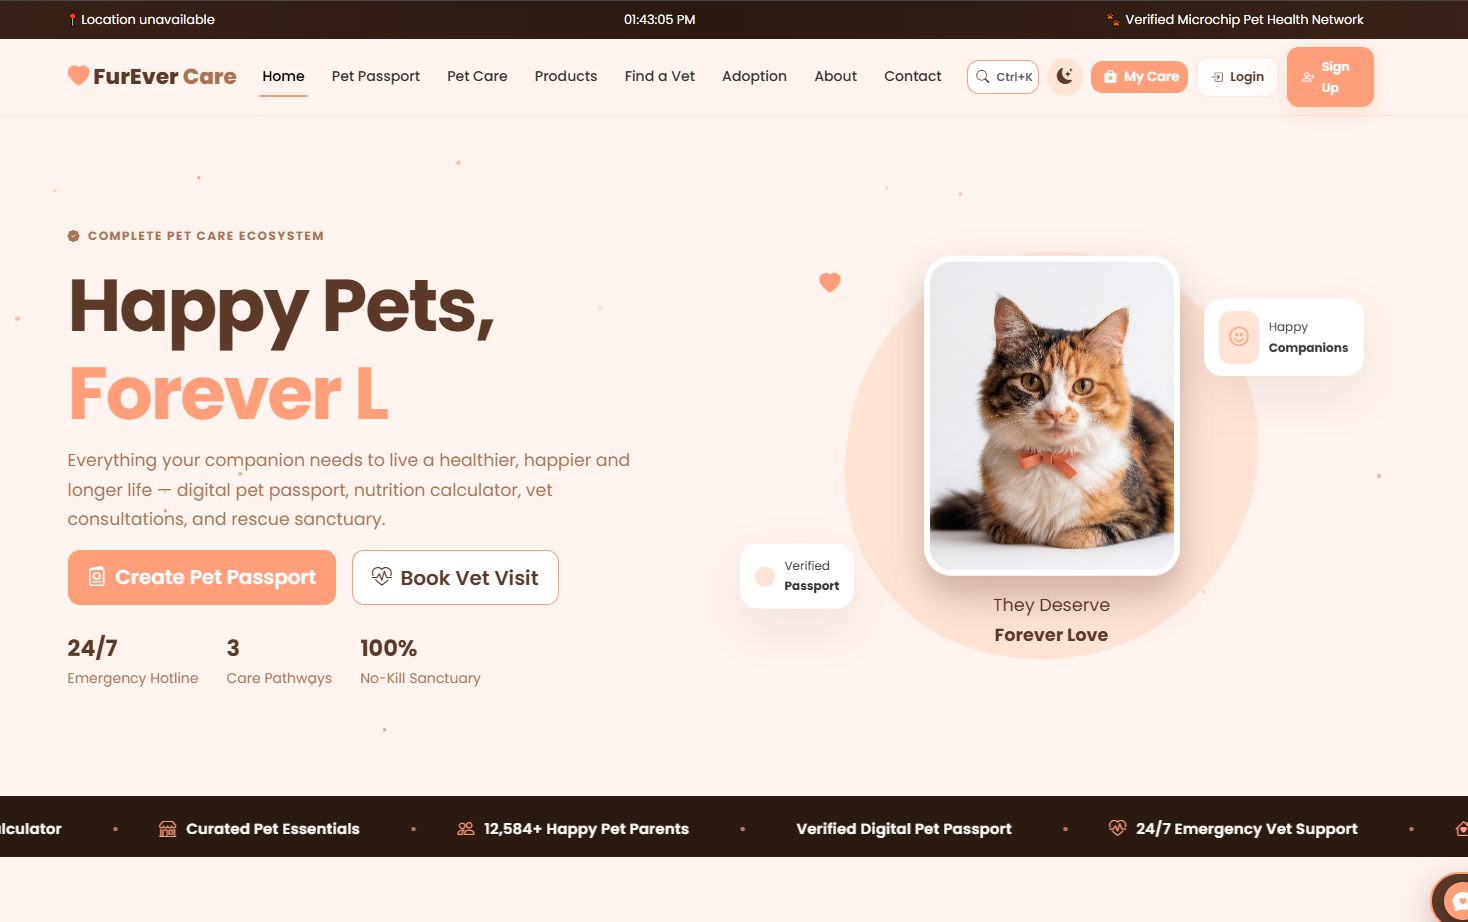 Location unavailable
01:43:05 PM
Verified Microchip Pet Health Network
FurEver Care
Home
Pet Passport
Pet Care
Products
Find a Vet
Adoption
About
Contact
Ctrl+K
My Care
Login
Sign
Up
COMPLETE PET CARE ECOSYSTEM
Happy Pets,
Forever L
Everything your companion needs to live a healthier, happier and
longer life — digital pet passport, nutrition calculator, vet
consultations, and rescue sanctuary.
Create Pet Passport
Book Vet Visit
24/7
Emergency Hotline
3
Care Pathways
100%
No-Kill Sanctuary
Happy
Companions
Verified
Passport
They Deserve
Forever Love
lculator • Curated Pet Essentials • 12,584+ Happy Pet Parents • Verified Digital Pet Passport • 24/7 Emergency Vet Support •